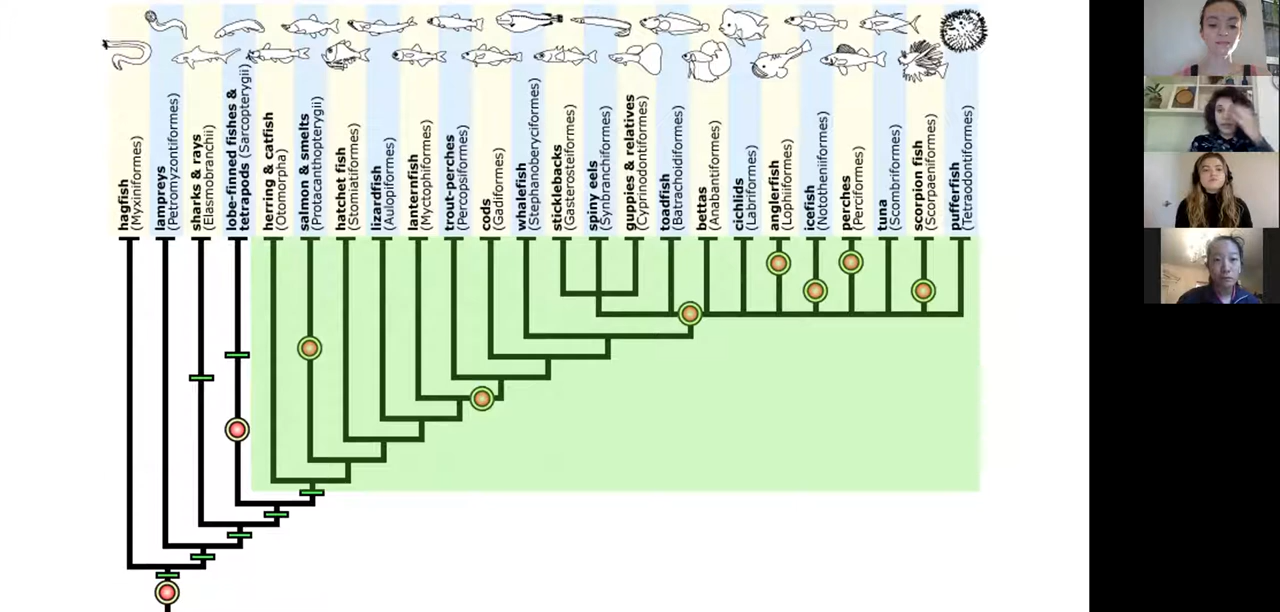 hagfish
(Myxiniformes)
lampreys
(Petromyzontiformes)
sharks & rays
(Elasmobranchii)
lobe-finned fishes &
tetrapods (Sarcopterygii)
herring & catfish
(Otomorpha)
salmon & smelts
(Protacanthopterygii)
hatchet fish
(Stomiatiformes)
lizardfish
(Aulopiformes)
lanternfish
(Myctophiformes)
trout-perches
(Percopsiformes)
cods
(Gadiformes)
whalefish
(Stephanoberyciformes)
sticklebacks
(Gasterosteiformes)
spiny eels
(Synbranchiformes)
guppies & relatives
(Cyprinodontiformes)
toadfish
(Batrachoidiformes)
bettas
(Anabantiformes)
cichlids
(Labriformes)
anglerfish
(Lophiiformes)
icefish
(Nototheniiformes)
perches
(Perciformes)
tuna
(Scombriformes)
scorpion fish
(Scorpaeniformes)
pufferfish
(Tetraodontiformes)